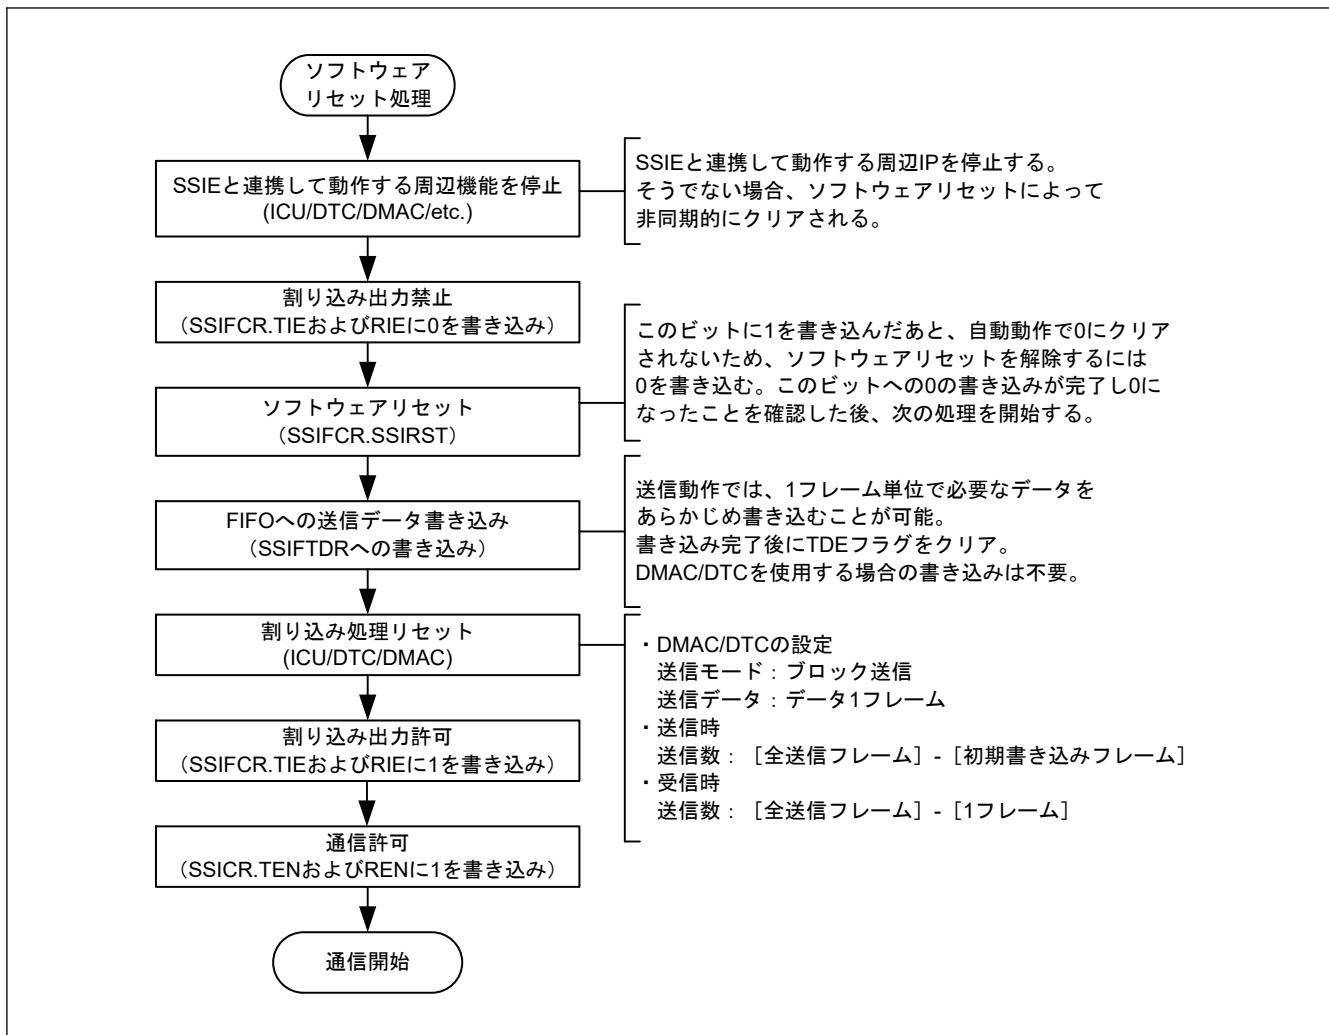 ソフトウェア
リセット処理
SSIEと連携して動作する周辺機能を停止
(ICU/DTC/DMAC/etc.)
SSIEと連携して動作する周辺IPを停止する。
そうでない場合、ソフトウェアリセットによって
非同期的にクリアされる。
割り込み出力禁止
（SSIFCR.TIEおよびRIEに0を書き込み）
ソフトウェアリセット
（SSIFCR.SSIRST）
このビットに1を書き込んだあと、自動動作で0にクリア
されないため、ソフトウェアリセットを解除するには
0を書き込む。このビットへの0の書き込みが完了し0に
なったことを確認した後、次の処理を開始する。
FIFOへの送信データ書き込み
（SSIFTDRへの書き込み）
送信動作では、1フレーム単位で必要なデータを
あらかじめ書き込むことが可能。
書き込み完了後にTDEフラグをクリア。
DMAC/DTCを使用する場合の書き込みは不要。
割り込み処理リセット
(ICU/DTC/DMAC)
・DMAC/DTCの設定
送信モード：ブロック送信
送信データ：データ1フレーム
・送信時
送信数：［全送信フレーム］-［初期書き込みフレーム］
・受信時
送信数：［全送信フレーム］-［1フレーム］
割り込み出力許可
（SSIFCR.TIEおよびRIEに1を書き込み）
通信許可
（SSICR.TENおよびRENに1を書き込み）
通信開始